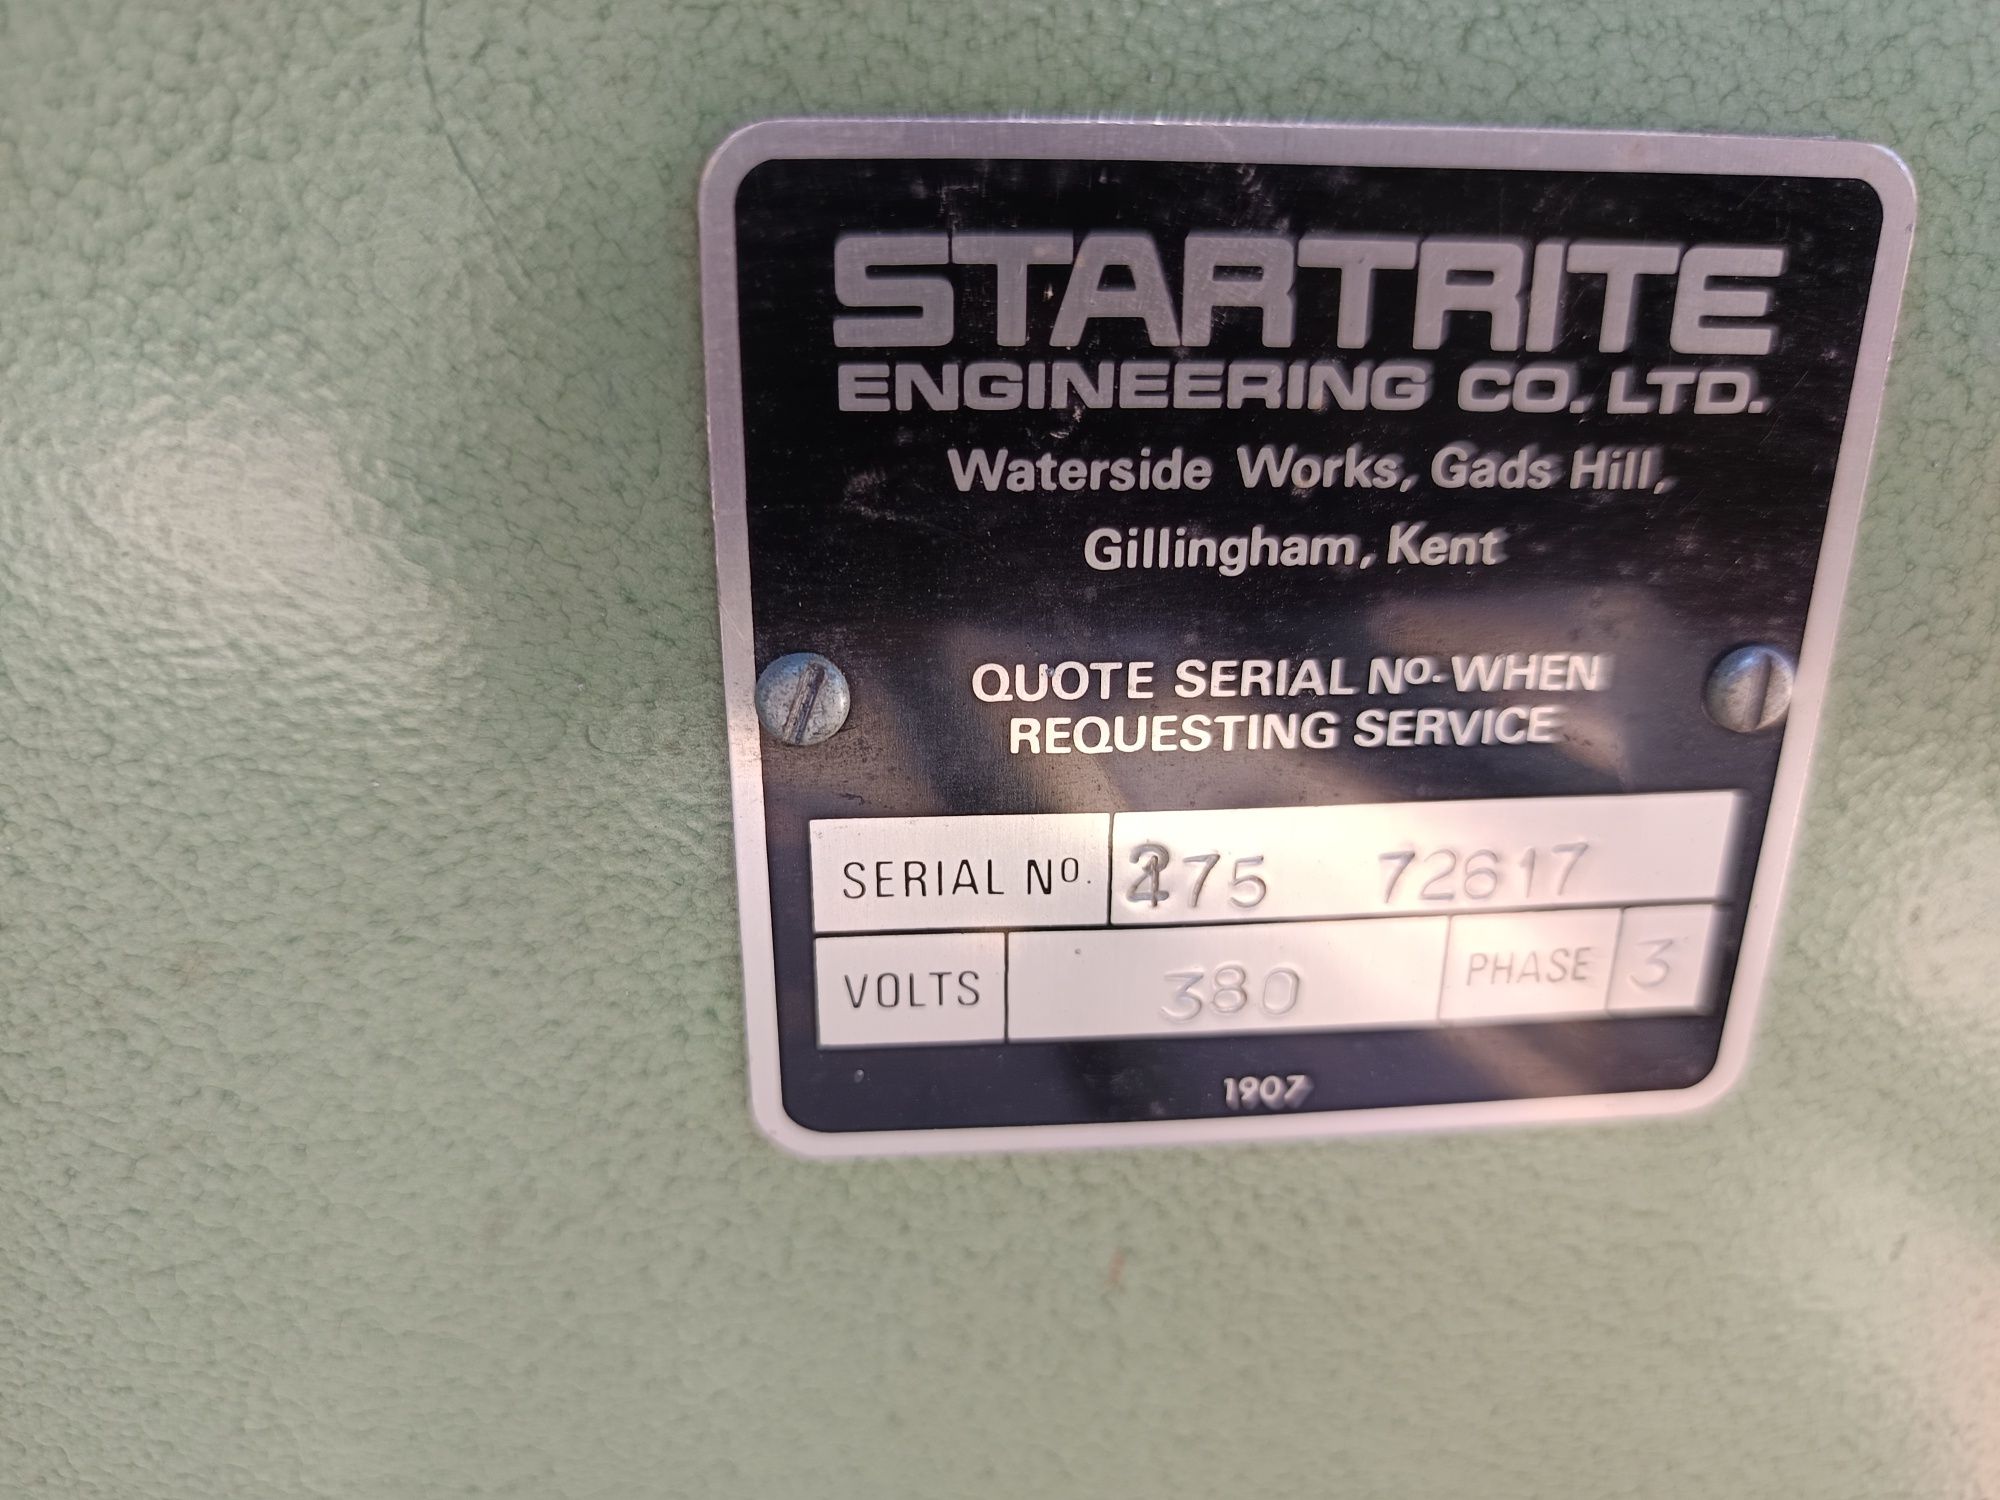 STARTRITE
ENGINEERING CO. LTD.
Waterside Works, Gads Hill,
Gillingham, Kent
QUOTE SERIAL No. WHEN
REQUESTING SERVICE
SERIAL No. 72617
VOLTS 380 PHASE 3
1907